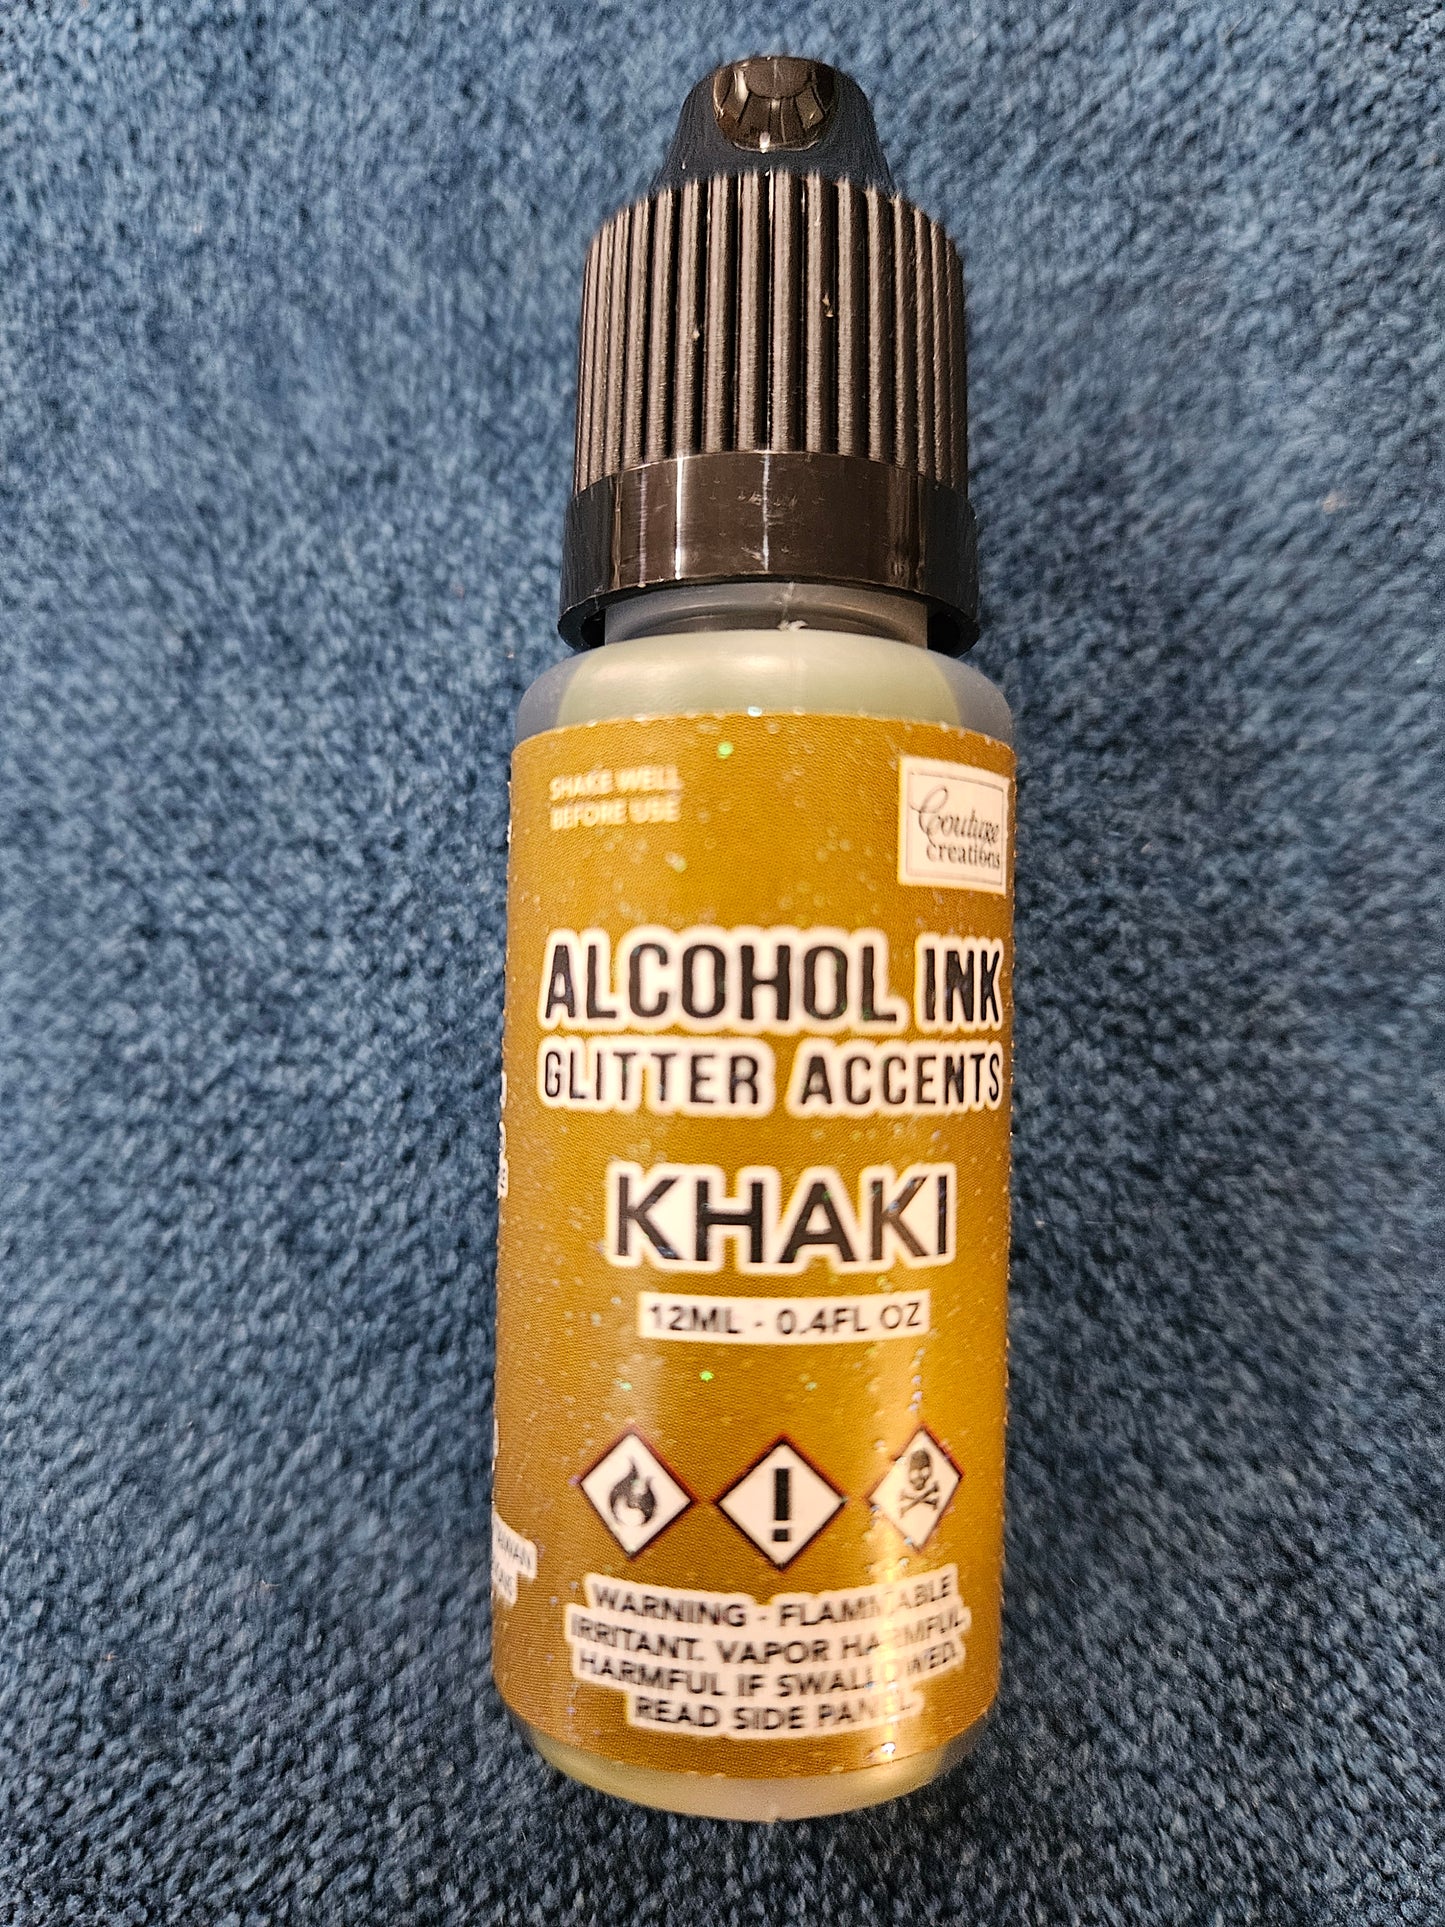 SHAKE WELL
BEFORE USE
Couture
creations
ALCOHOL INK
GLITTER ACCENTS
KHAKI
12ML - 0.4FL OZ
WARNING - FLAMMABLE
IRRITANT. VAPOR HARMFUL.
HARMFUL IF SWALLOWED.
READ SIDE PANEL.